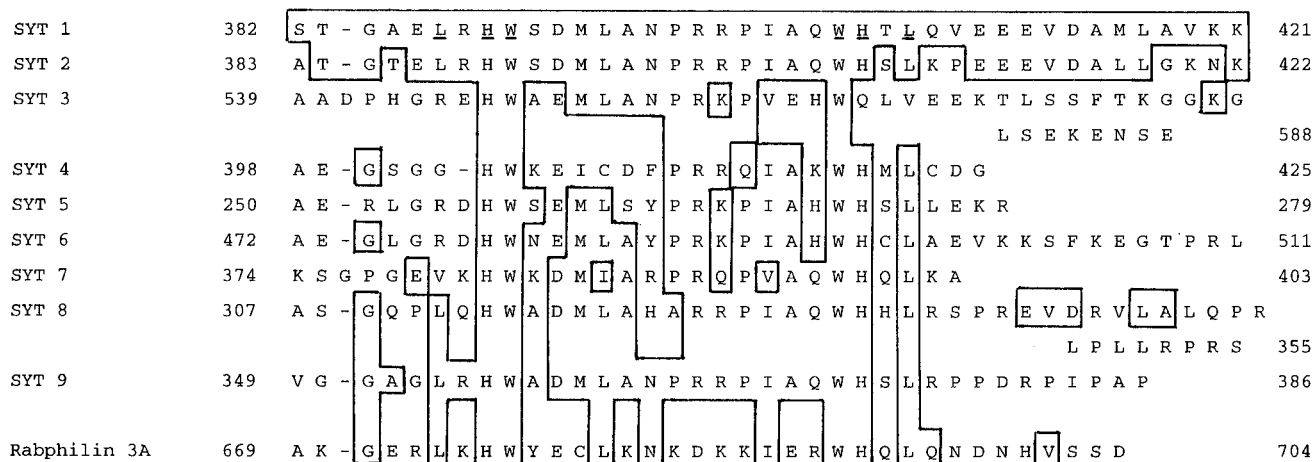 SYT 1 382 S T - G A E L R H W S D M L A N P R R P I A Q W H T L Q V E E E V D A M L A V K K 421
SYT 2 383 A T - G T E L R H W S D M L A N P R R P I A Q W H S L K P E E E V D A L L G K N K 422
SYT 3 539 A A D P H G R E H W A E M L A N P R K P V E H W Q L V E E K T L S S F T K G G K G
L S E K E N S E 588
SYT 4 398 A E - G S G G - H W K E I C D F P R R Q I A K W H M L C D G 425
SYT 5 250 A E - R L G R D H W S E M L S Y P R K P I A H W H S L L E K R 279
SYT 6 472 A E - G L G R D H W N E M L A Y P R K P I A H W H C L A E V K K S F K E G T P R L 511
SYT 7 374 K S G P G E V K H W K D M I A R P R Q P V A Q W H Q L K A 403
SYT 8 307 A S - G Q P L Q H W A D M L A H A R R P I A Q W H H L R S P R E V D R V L A L Q P R
L P L L R P R S 355
SYT 9 349 V G - G A G L R H W A D M L A N P R R P I A Q W H S L R P P D R P I P A P 386
Rabphilin 3A 669 A K - G E R L K H W Y E C L K N K D K K I E R W H Q L Q N D N H V S S D 704